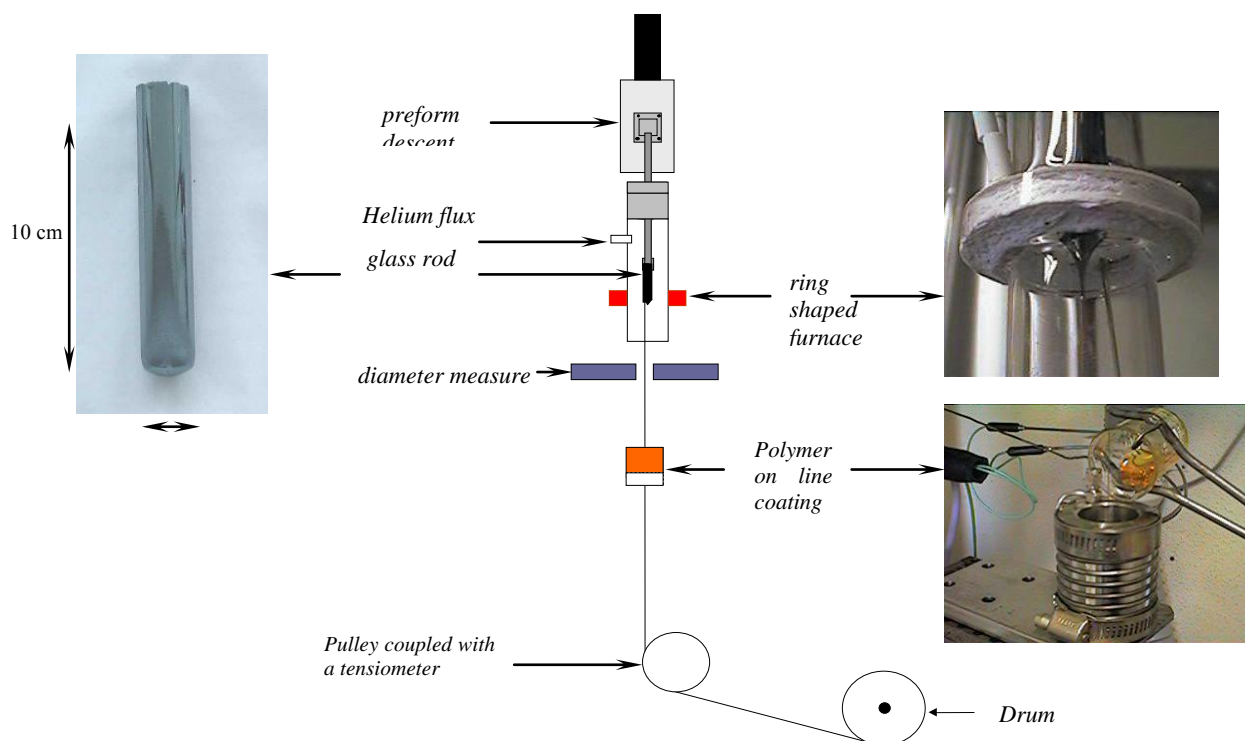 preform
descent
10 cm
Helium flux
glass rod
ring
shaped
furnace
diameter measure
Polymer
on line
coating
Pulley coupled with
a tensiometer
Drum